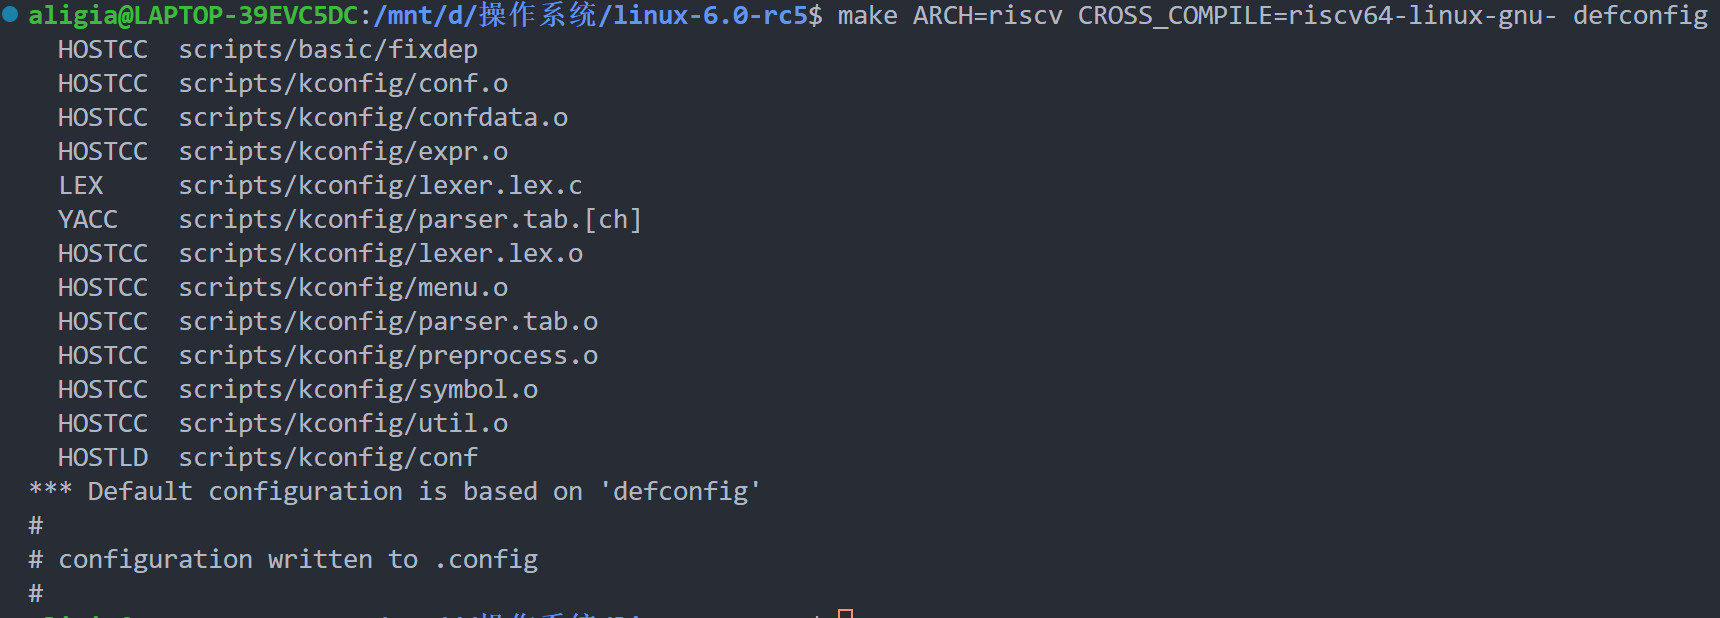 aligia@LAPTOP-39EVC5DC:/mnt/d/操作系统/linux-6.0-rc5$ make ARCH=riscv CROSS_COMPILE=riscv64-linux-gnu- defconfig
HOSTCC  scripts/basic/fixdep
HOSTCC  scripts/kconfig/conf.o
HOSTCC  scripts/kconfig/confdata.o
HOSTCC  scripts/kconfig/expr.o
LEX     scripts/kconfig/lexer.lex.c
YACC    scripts/kconfig/parser.tab.[ch]
HOSTCC  scripts/kconfig/lexer.lex.o
HOSTCC  scripts/kconfig/menu.o
HOSTCC  scripts/kconfig/parser.tab.o
HOSTCC  scripts/kconfig/preprocess.o
HOSTCC  scripts/kconfig/symbol.o
HOSTCC  scripts/kconfig/util.o
HOSTLD  scripts/kconfig/conf
*** Default configuration is based on 'defconfig'
#
# configuration written to .config
#